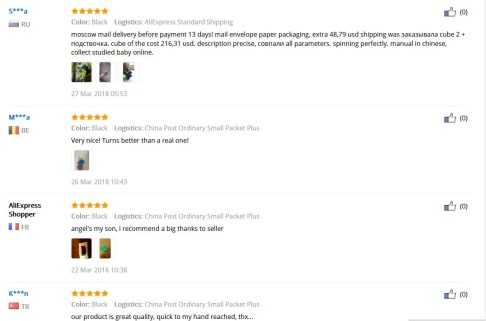 S***a
RU
Color: Black Logistics: AliExpress Standard Shipping
moscow mail delivery before payment 13 days! mail envelope paper packaging. extra 48,79 usd shipping was заказывала cube 2 +
подствочка. cube of the cost 216,31 usd. description precise, совпали all parameters. spinning perfectly, manual in chinese,
collect studied baby online.
27 Mar 2018 05:53
(0)
M***a
BE
Color: Black Logistics: China Post Ordinary Small Packet Plus
Very nice! Turns better than a real one!
26 Mar 2018 10:43
(0)
AliExpress
Shopper
FR
Color: Black Logistics: China Post Ordinary Small Packet Plus
angel's my son, i recommend a big thanks to seller
22 Mar 2018 10:38
(0)
K***n
TR
Color: Black Logistics: China Post Ordinary Small Packet Plus
our product is great quality, quick to my hand reached, thx...
(0)